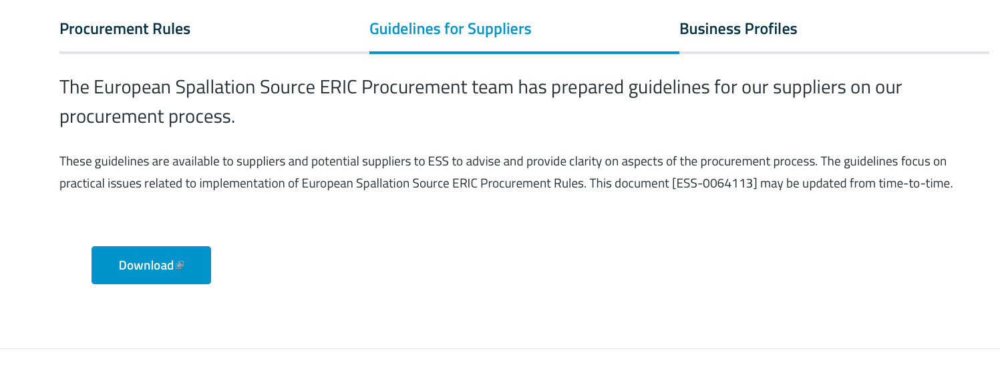 Procurement Rules
Guidelines for Suppliers
Business Profiles
The European Spallation Source ERIC Procurement team has prepared guidelines for our suppliers on our
procurement process.
These guidelines are available to suppliers and potential suppliers to ESS to advise and provide clarity on aspects of the procurement process. The guidelines focus on
practical issues related to implementation of European Spallation Source ERIC Procurement Rules. This document [ESS-0064113] may be updated from time-to-time.
Download